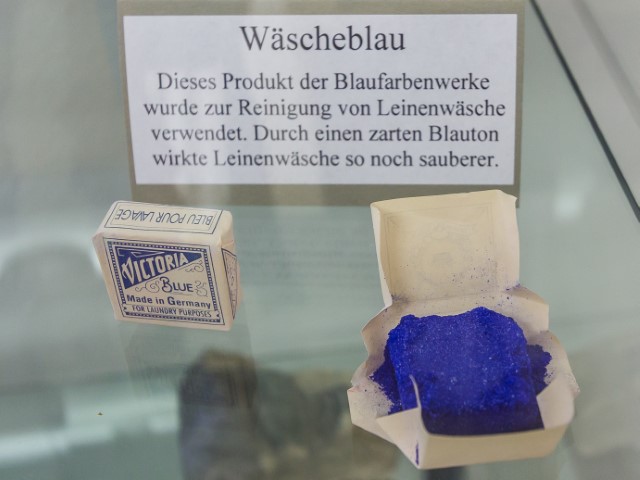 Wäscheblau
Dieses Produkt der Blaufarbenwerke
wurde zur Reinigung von Leinenwäsche
verwendet. Durch einen zarten Blauton
wirkte Leinenwäsche so noch sauberer.
BLEU POUR LAVAGE
VICTORIA
BLUE
Made in Germany
FOR LAUNDRY PURPOSES